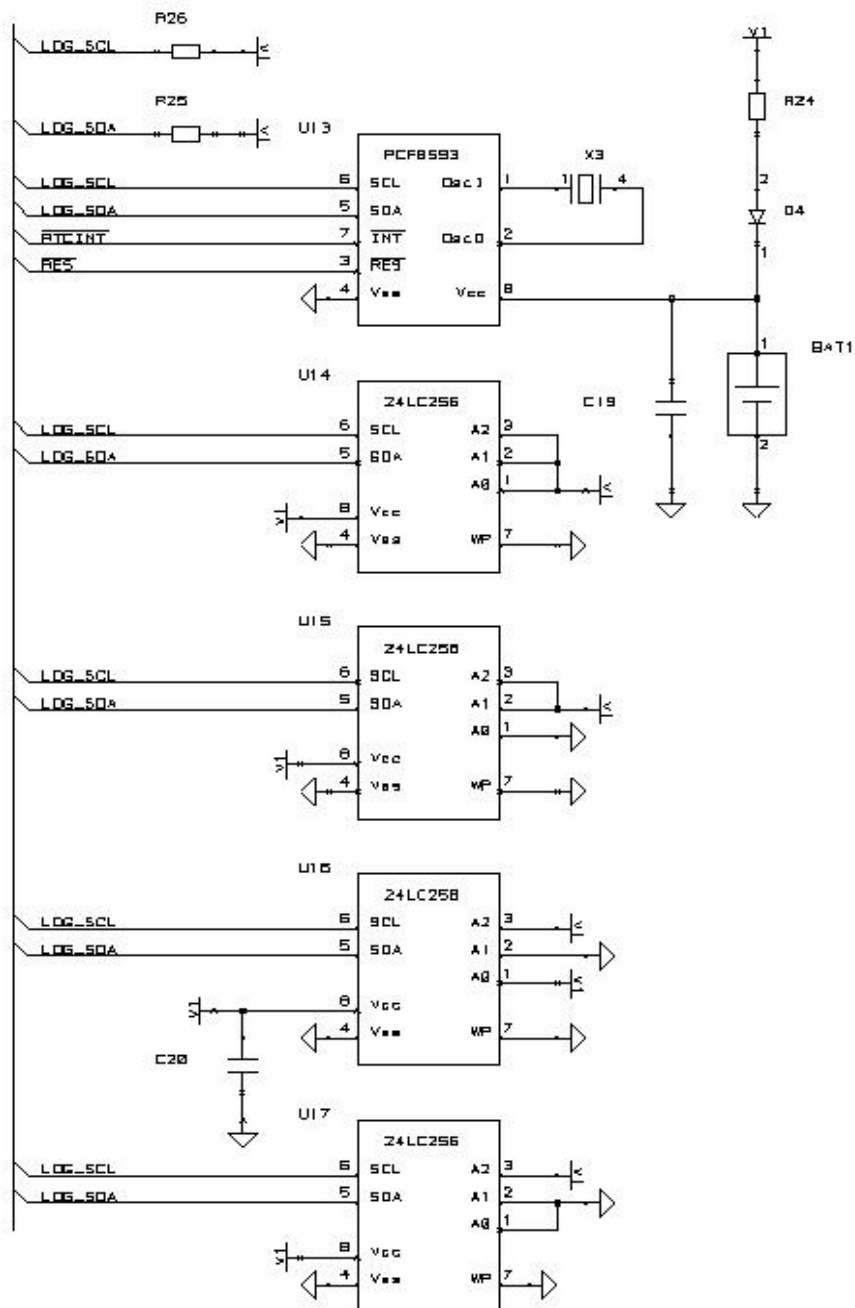 R26
LOG_SCL
V1
R25
R24
LOG_SDA
U13
PCF8593
X3
LOG_SCL 6 SCL Osc1 1 1 4
2
LOG_SDA 5 SDA
D4
RTCINT 7 INT OscO 2
1
RES 3 RES
4 Vss Vcc 8
1
BAT1
U14
24LC256
C19
LOG_SCL 6 SCL A2 3
2
LOG_SDA 5 SDA A1 2
A0 1
V1 8 Vcc
4 Vss WP 7
U15
24LC256
LOG_SCL 6 SCL A2 3
LOG_SDA 5 SDA A1 2
A0 1
V1 8 Vcc
4 Vss WP 7
U16
24LC256
LOG_SCL 6 SCL A2 3
LOG_SDA 5 SDA A1 2
A0 1
V1 8 Vcc
4 Vss WP 7
C20
U17
24LC256
LOG_SCL 6 SCL A2 3
LOG_SDA 5 SDA A1 2
A0 1
V1 8 Vcc
4 Vss WP 7